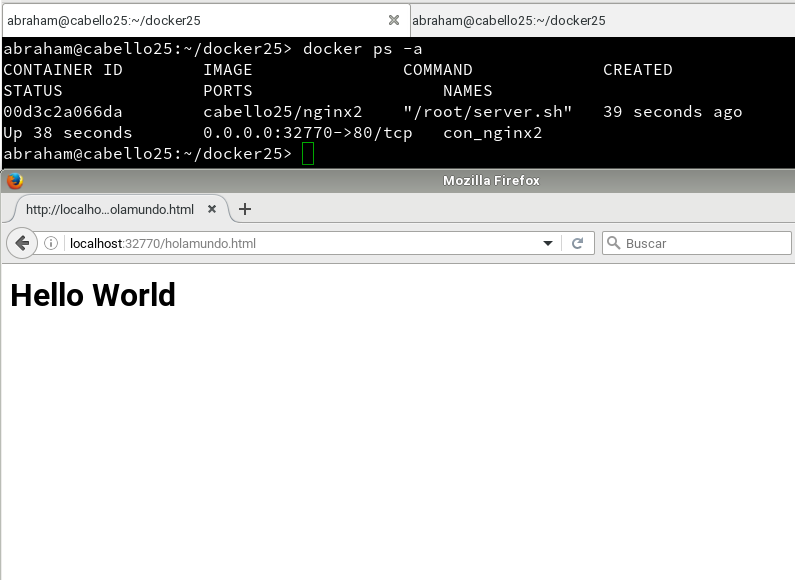 abraham@cabello25:~/docker25 abraham@cabello25:~/docker25
abraham@cabello25:~/docker25> docker ps -a
CONTAINER ID IMAGE COMMAND CREATED
STATUS PORTS NAMES
00d3c2a066da cabello25/nginx2 "/root/server.sh" 39 seconds ago
Up 38 seconds 0.0.0.0:32770->80/tcp con_nginx2
abraham@cabello25:~/docker25>
Mozilla Firefox
http://localho...olamundo.html
localhost:32770/holamundo.html Buscar
Hello World